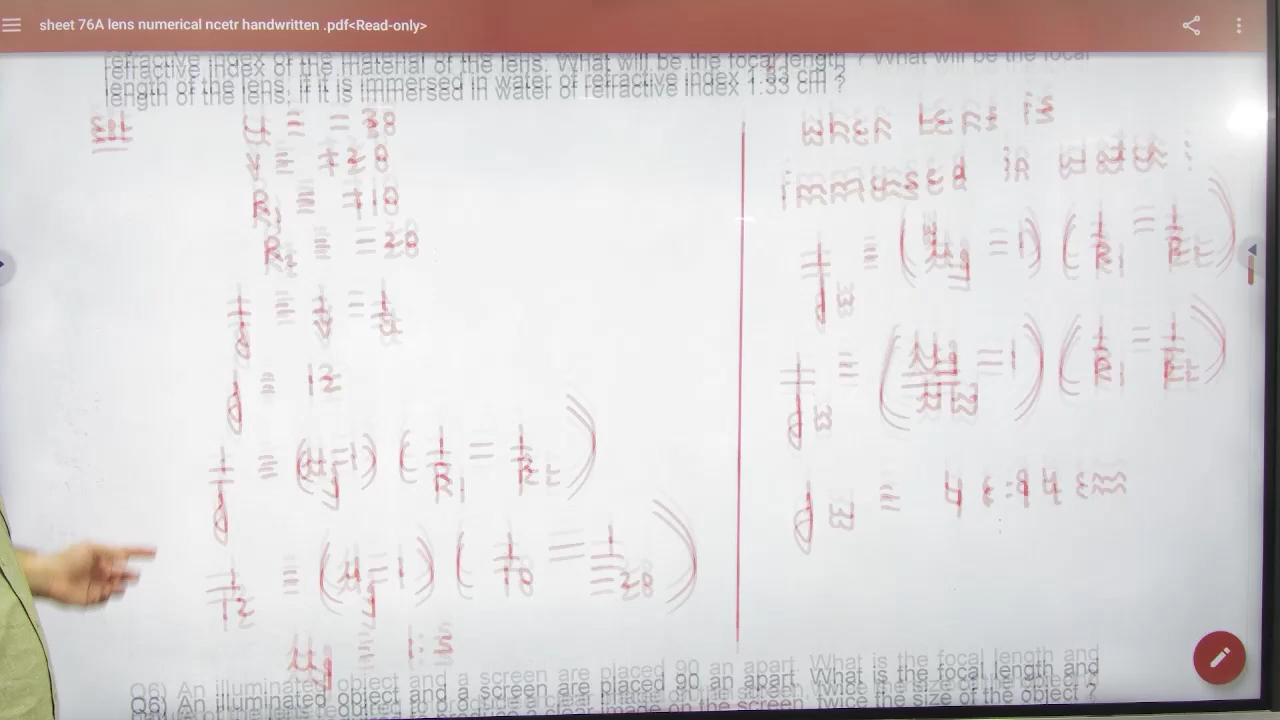 sheet 76A lens numerical ncetr handwritten .pdf<Read-only>
refractive index of the material of the lens. What will be the focal length ? What will be the focal
length of the lens, if it is immersed in water of refractive index 1.33 cm ?
Sol
u = -30
v = +20
R₁ = +10
R₂ = -20
1/f = 1/v - 1/u
f = 12
1/f = (μg - 1) (1/R₁ - 1/R₂)
1/12 = (μg - 1) (1/10 - 1/-20)
μg = 1.5
when lens is
immersed in
1/fw = (wμg - 1) (1/R₁ - 1/R₂)
1/fw = (μg/μw - 1) (1/R₁ - 1/R₂)
fw = cm
Q6) An illuminated object and a screen are placed 90 an apart. What is the focal length and
image on the screen, twice the size of the object ?